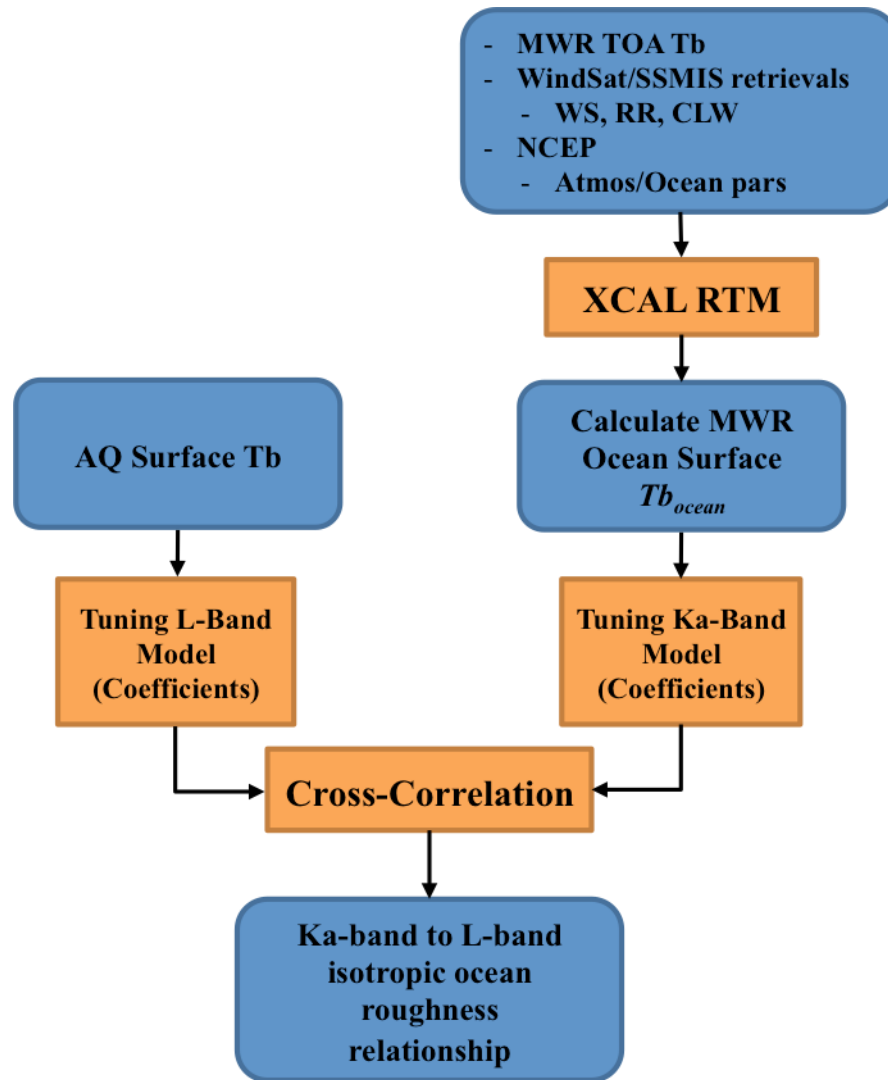 - MWR TOA Tb
- WindSat/SSMIS retrievals
- WS, RR, CLW
- NCEP
- Atmos/Ocean pars
XCAL RTM
AQ Surface Tb
Calculate MWR
Ocean Surface
Tb_ocean
Tuning L-Band
Model
(Coefficients)
Tuning Ka-Band
Model
(Coefficients)
Cross-Correlation
Ka-band to L-band
isotropic ocean
roughness
relationship